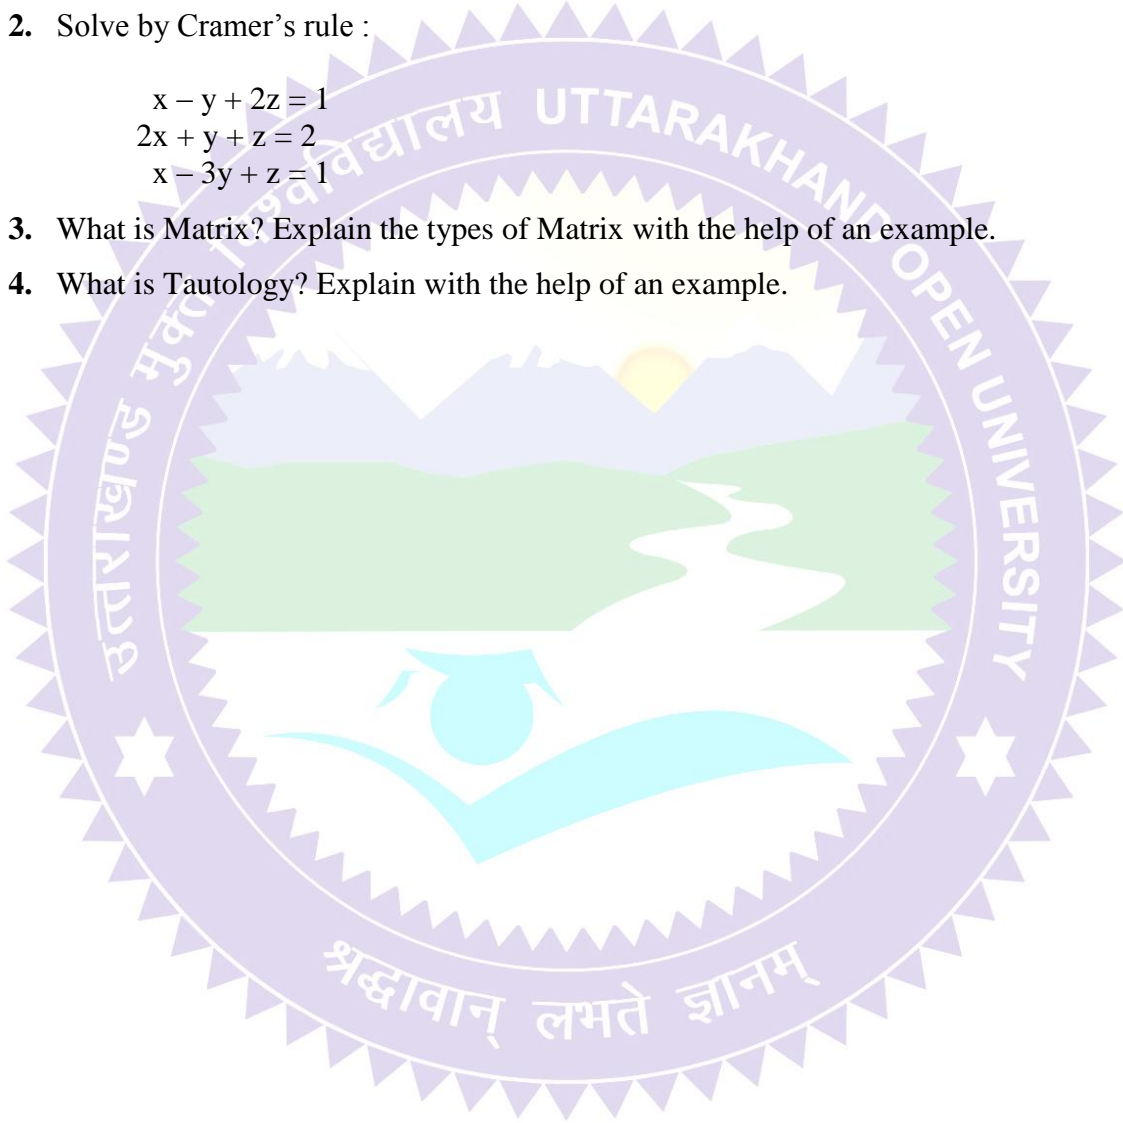 2. Solve by Cramer’s rule :
x – y + 2z = 1
2x + y + z = 2
x – 3y + z = 1
3. What is Matrix? Explain the types of Matrix with the help of an example.
4. What is Tautology? Explain with the help of an example.
उत्तराखण्ड मुक्त विश्वविद्यालय UTTARAKHAND OPEN UNIVERSITY
श्रद्धावान् लभते ज्ञानम्